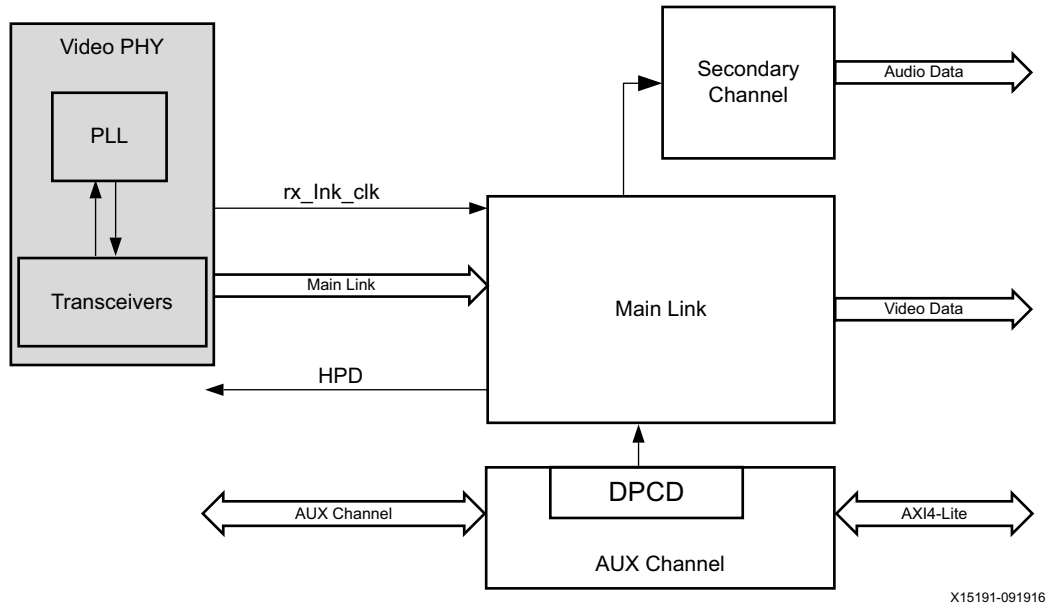 Video PHY
PLL
Transceivers
Secondary
Channel
Audio Data
rx_lnk_clk
Main Link
Main Link
Video Data
HPD
DPCD
AUX Channel
AXI4-Lite
AUX Channel
X15191-091916